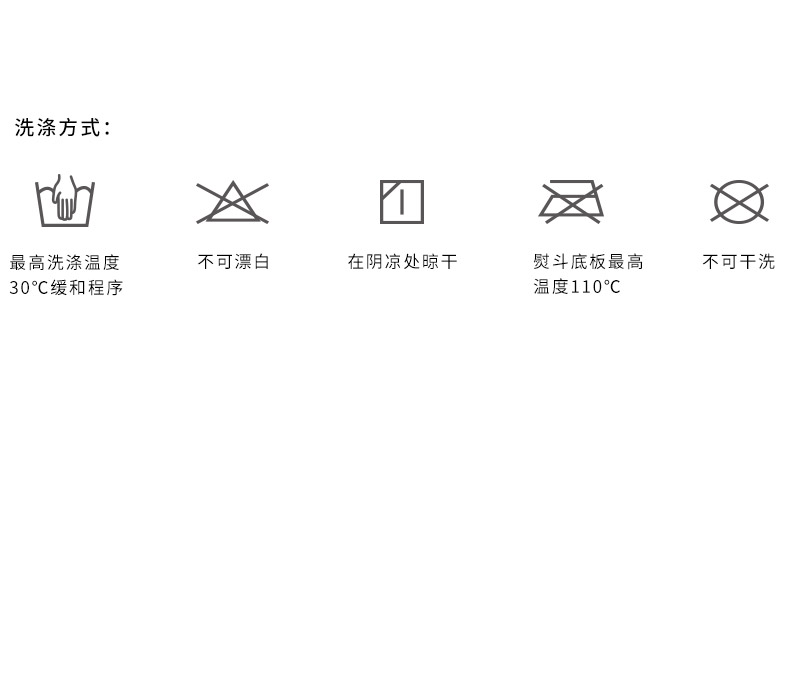 洗涤方式：
最高洗涤温度
30℃缓和程序
不可漂白
在阴凉处晾干
熨斗底板最高
温度110℃
不可干洗